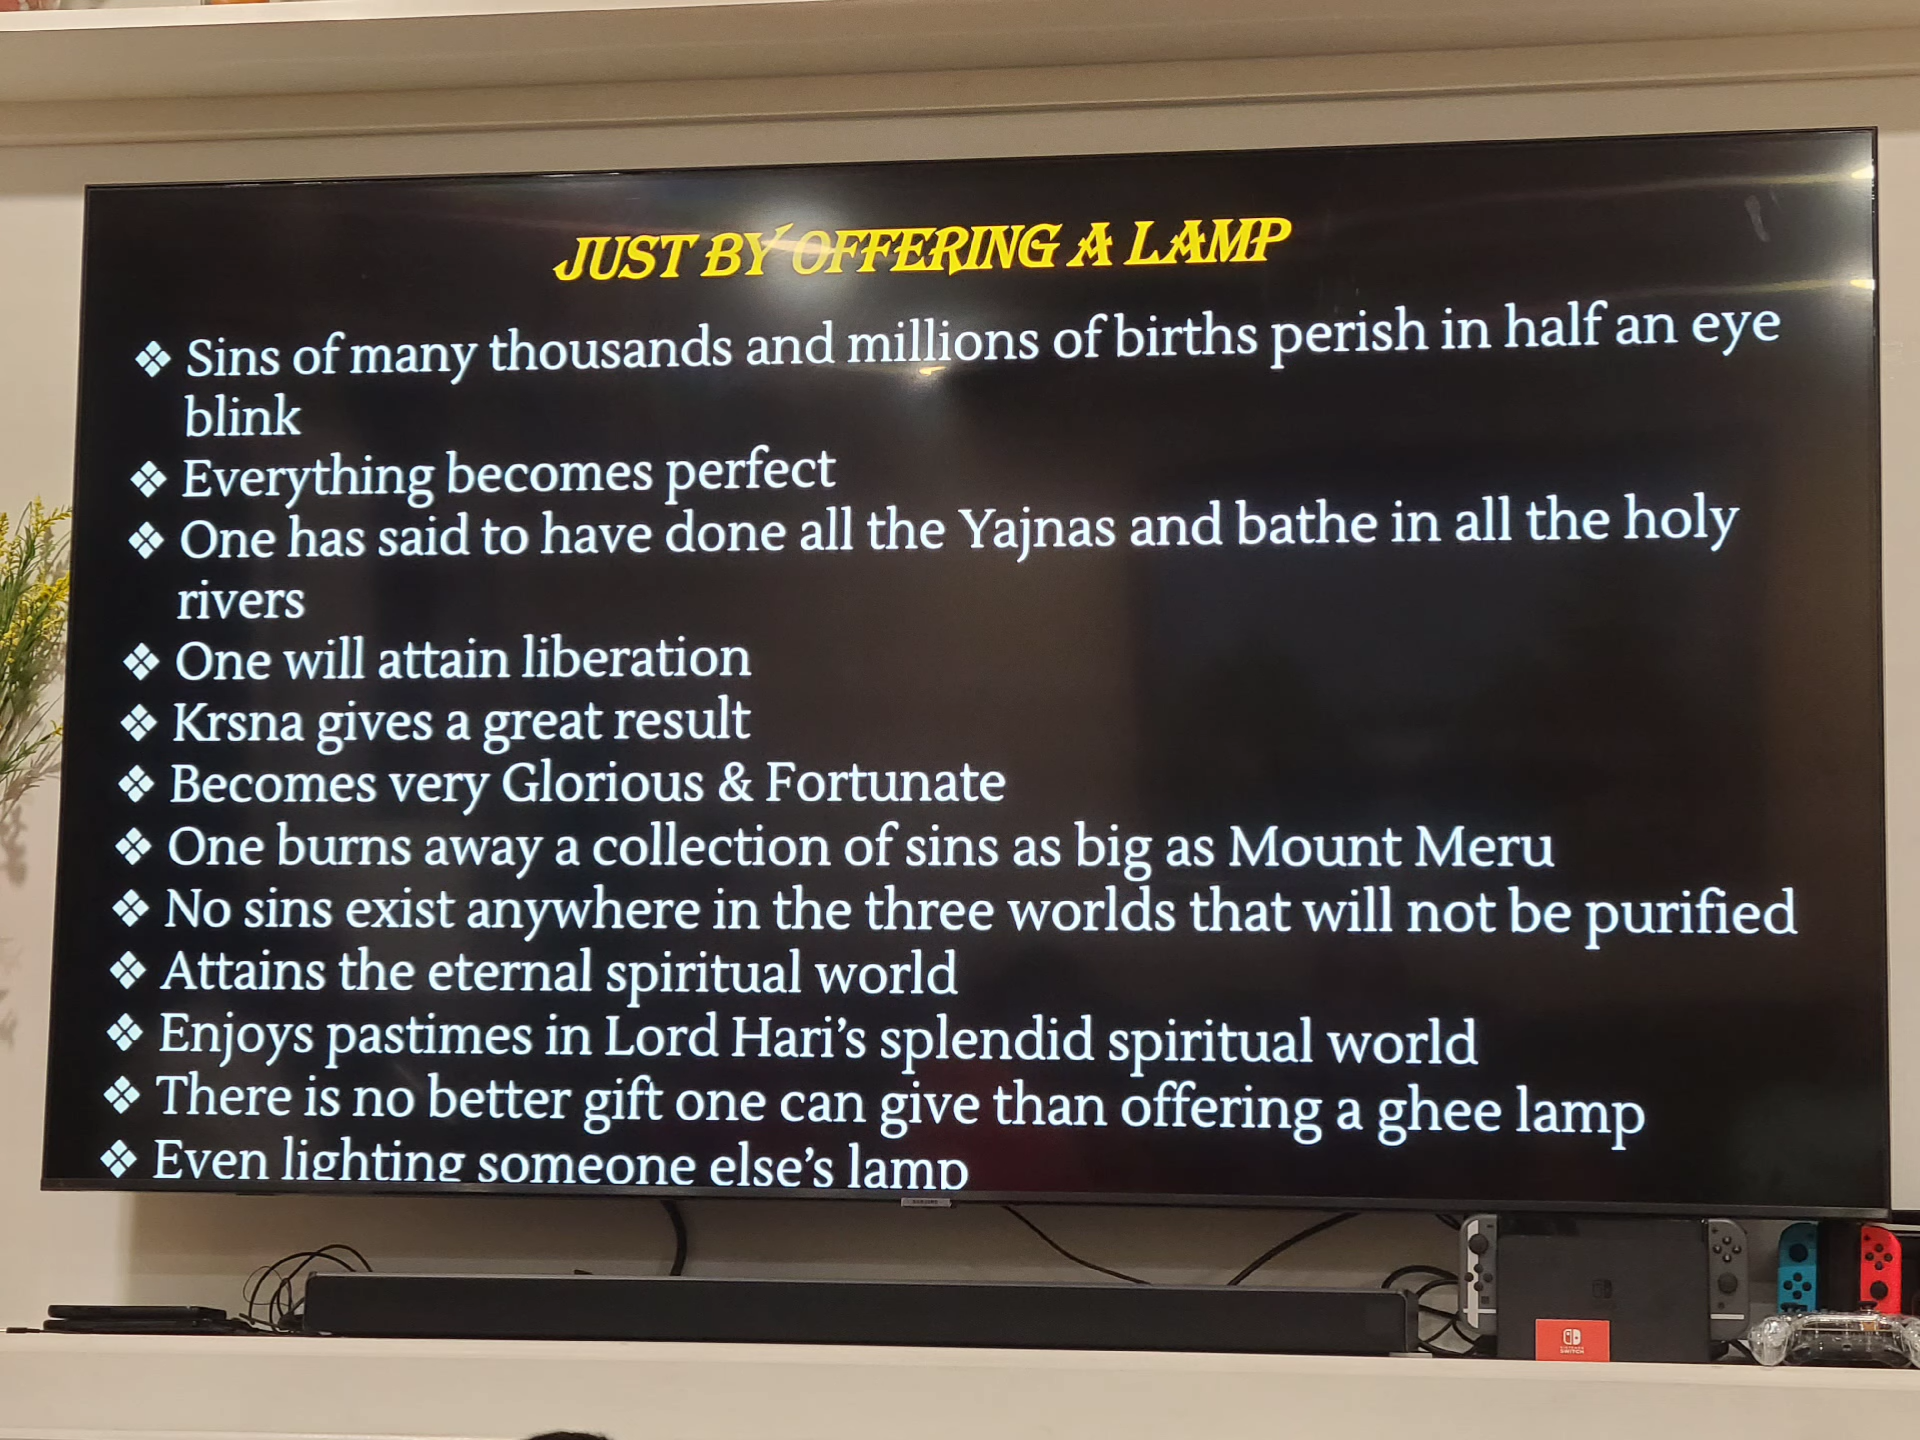 JUST BY OFFERING A LAMP
❖ Sins of many thousands and millions of births perish in half an eye
blink
❖ Everything becomes perfect
❖ One has said to have done all the Yajnas and bathe in all the holy
rivers
❖ One will attain liberation
❖ Krsna gives a great result
❖ Becomes very Glorious & Fortunate
❖ One burns away a collection of sins as big as Mount Meru
❖ No sins exist anywhere in the three worlds that will not be purified
❖ Attains the eternal spiritual world
❖ Enjoys pastimes in Lord Hari’s splendid spiritual world
❖ There is no better gift one can give than offering a ghee lamp
❖ Even lighting someone else’s lamp
SAMSUNG
NINTENDO
SWITCH